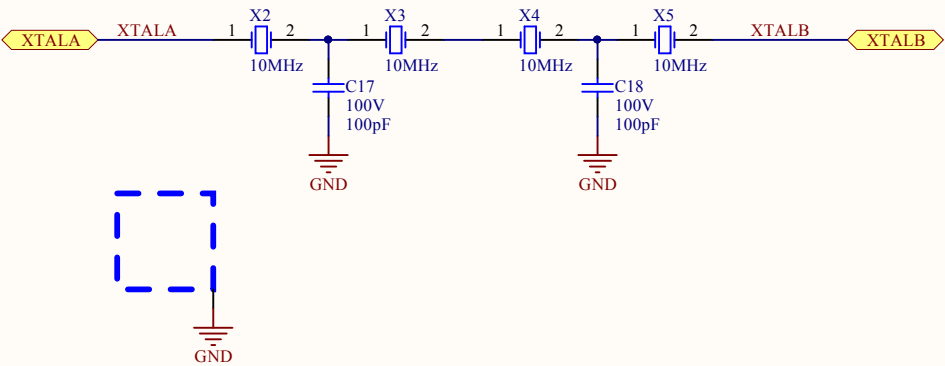 X2 X3 X4 X5
XTALA XTALA 1 2 1 2 1 2 1 2 XTALB XTALB
10MHz 10MHz 10MHz 10MHz
C17 C18
100V 100V
100pF 100pF
GND GND
GND